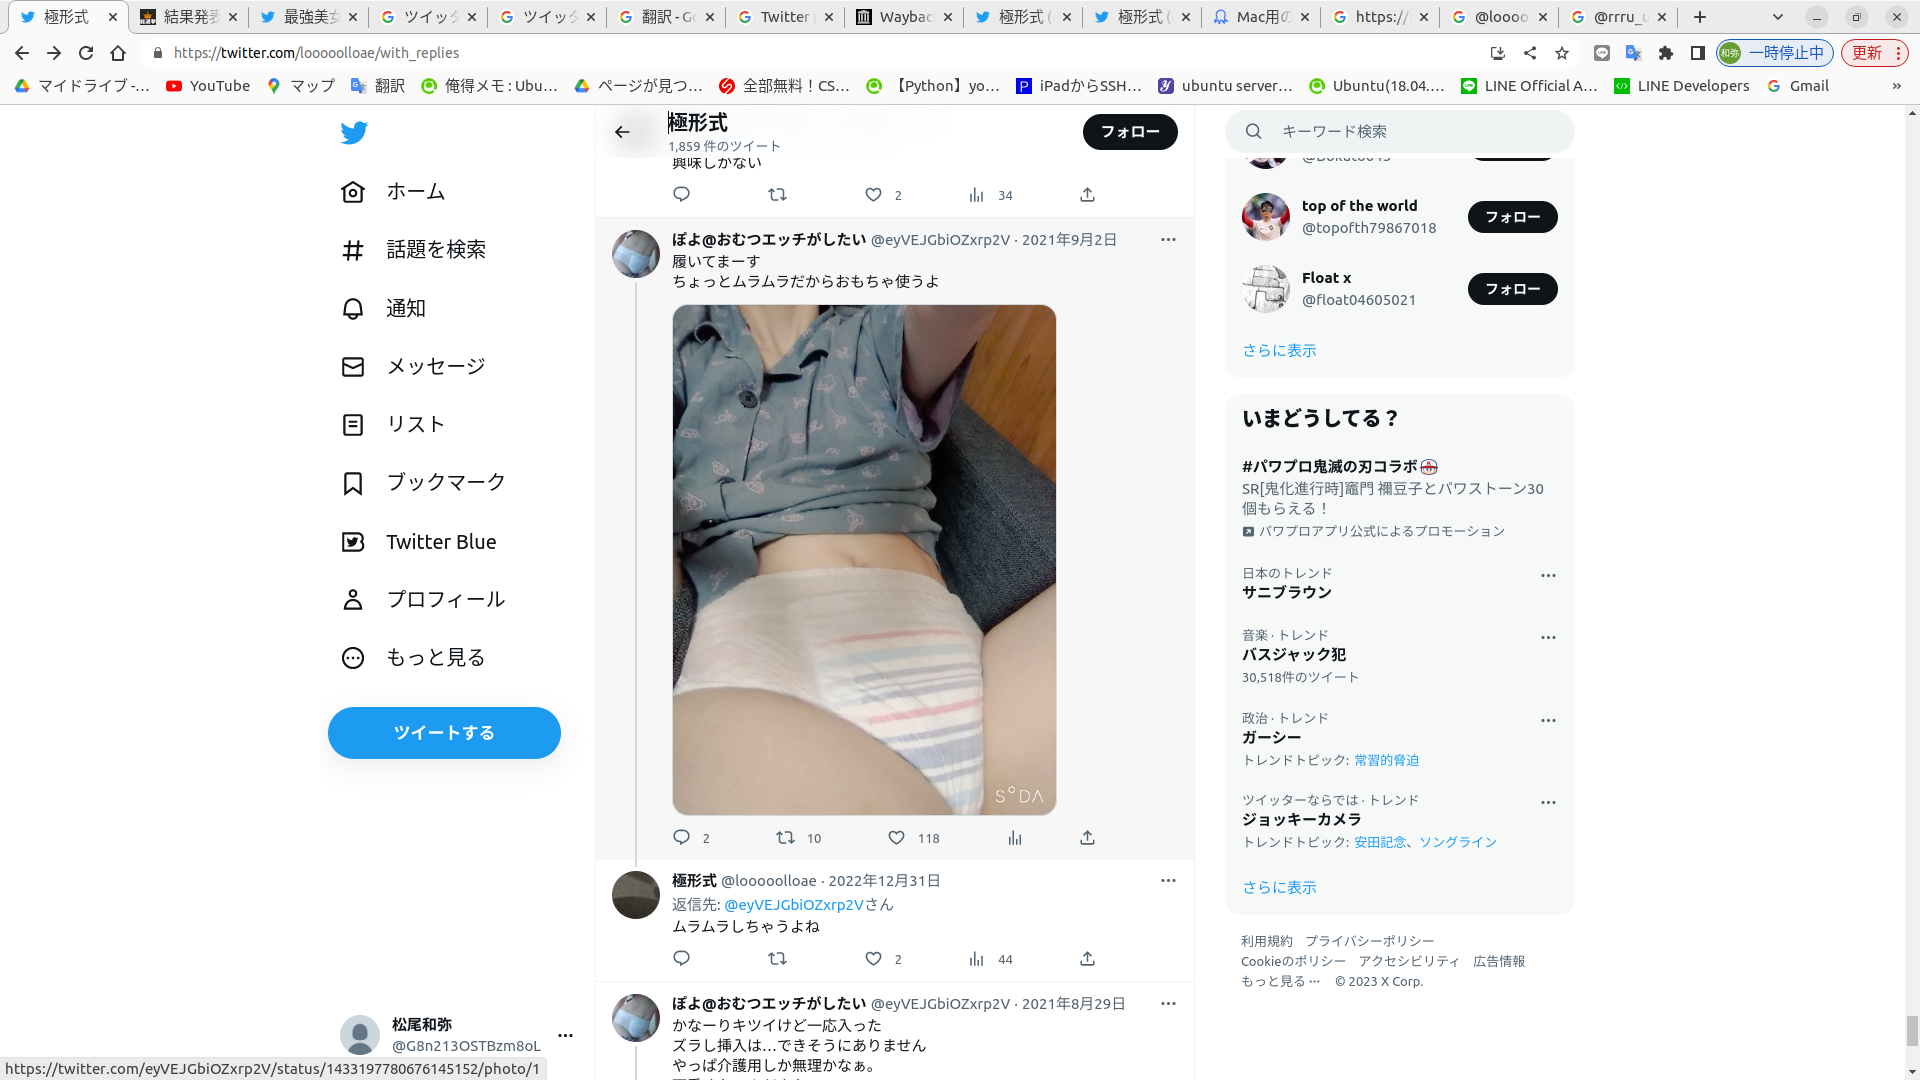 極形式
結果発表
最強美女
ツイッタ
ツイッタ
翻訳 - Go
Twitter p
Wayback
極形式 (
極形式 (
Mac用の
https://t
@loooo
@rrru_u
https://twitter.com/looooolloae/with_replies
和弥 一時停止中
更新
マイドライブ -...
YouTube
マップ
翻訳
俺得メモ : Ubu...
ページが見つ...
全部無料！CS...
【Python】yo...
iPadからSSH...
ubuntu server...
Ubuntu(18.04....
LINE Official A...
LINE Developers
Gmail
»
ホーム
話題を検索
通知
メッセージ
リスト
ブックマーク
Twitter Blue
プロフィール
もっと見る
ツイートする
松尾和弥
@G8n213OSTBzm8oL
https://twitter.com/eyVEJGbiOZxrp2V/status/1433197780676145152/photo/1
極形式
1,859 件のツイート
フォロー
興味しかない
2
34
ぽよ@おむつエッチがしたい @eyVEJGbiOZxrp2V · 2021年9月2日
履いてまーす
ちょっとムラムラだからおもちゃ使うよ
SODA
2
10
118
極形式 @looooolloae · 2022年12月31日
返信先: @eyVEJGbiOZxrp2Vさん
ムラムラしちゃうよね
2
44
ぽよ@おむつエッチがしたい @eyVEJGbiOZxrp2V · 2021年8月29日
かなーりキツイけど一応入った
ズラし挿入は…できそうにありません
やっぱ介護用しか無理かなぁ。
キーワード検索
top of the world
@topofth79867018
フォロー
Float x
@float04605021
フォロー
さらに表示
いまどうしてる？
#パワプロ鬼滅の刃コラボ
SR[鬼化進行時]竈門 禰豆子とパワストーン30
個もらえる！
パワプロアプリ公式によるプロモーション
日本のトレンド
サニブラウン
音楽 · トレンド
バスジャック犯
30,518件のツイート
政治 · トレンド
ガーシー
トレンドトピック: 常習的脅迫
ツイッターならでは · トレンド
ジョッキーカメラ
トレンドトピック: 安田記念、ソングライン
さらに表示
利用規約 プライバシーポリシー
Cookieのポリシー アクセシビリティ 広告情報
もっと見る ··· © 2023 X Corp.